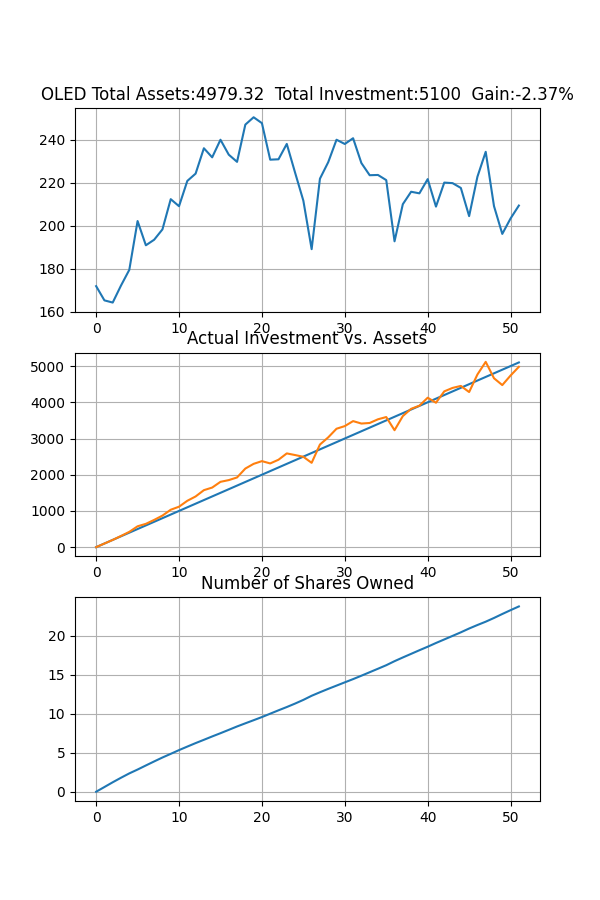 OLED Total Assets:4979.32  Total Investment:5100  Gain:-2.37%
240
220
200
180
160
0 10 20 30 40 50
Actual Investment vs. Assets
5000
4000
3000
2000
1000
0
0 10 20 30 40 50
Number of Shares Owned
20
15
10
5
0
0 10 20 30 40 50